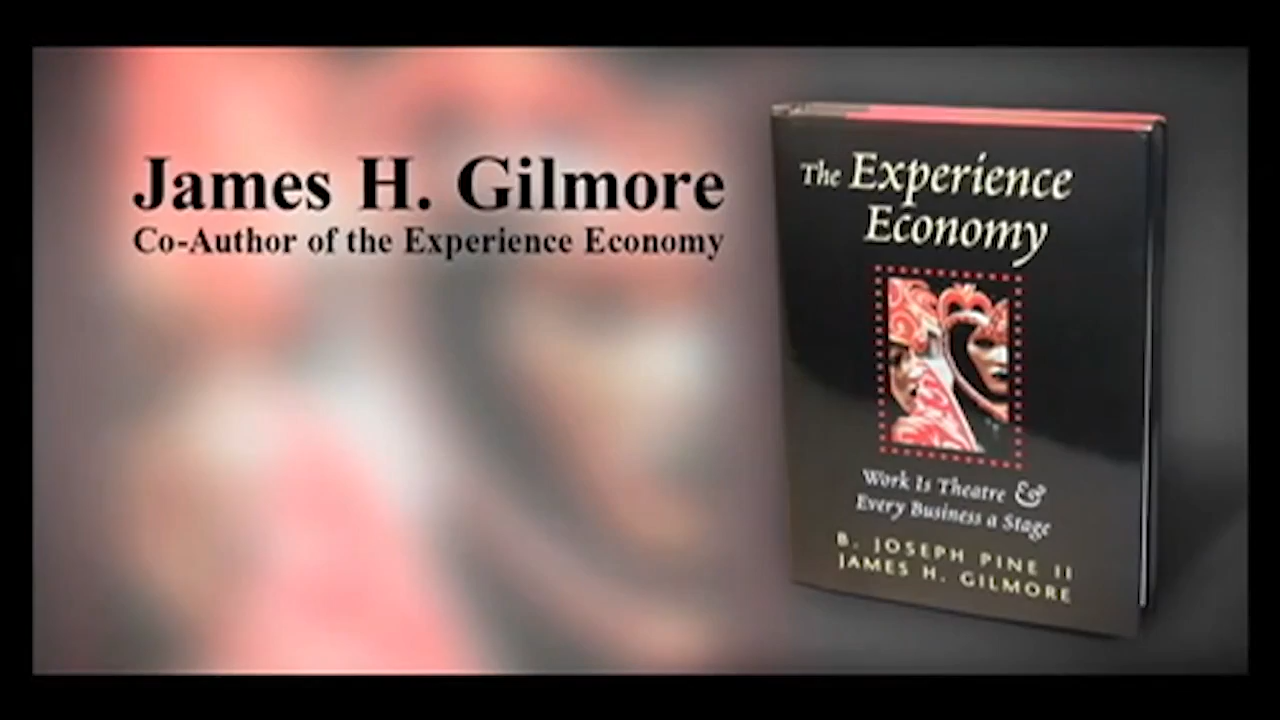 James H. Gilmore
Co-Author of the Experience Economy
The Experience
Economy
Work Is Theatre &
Every Business a Stage
B. JOSEPH PINE II
JAMES H. GILMORE